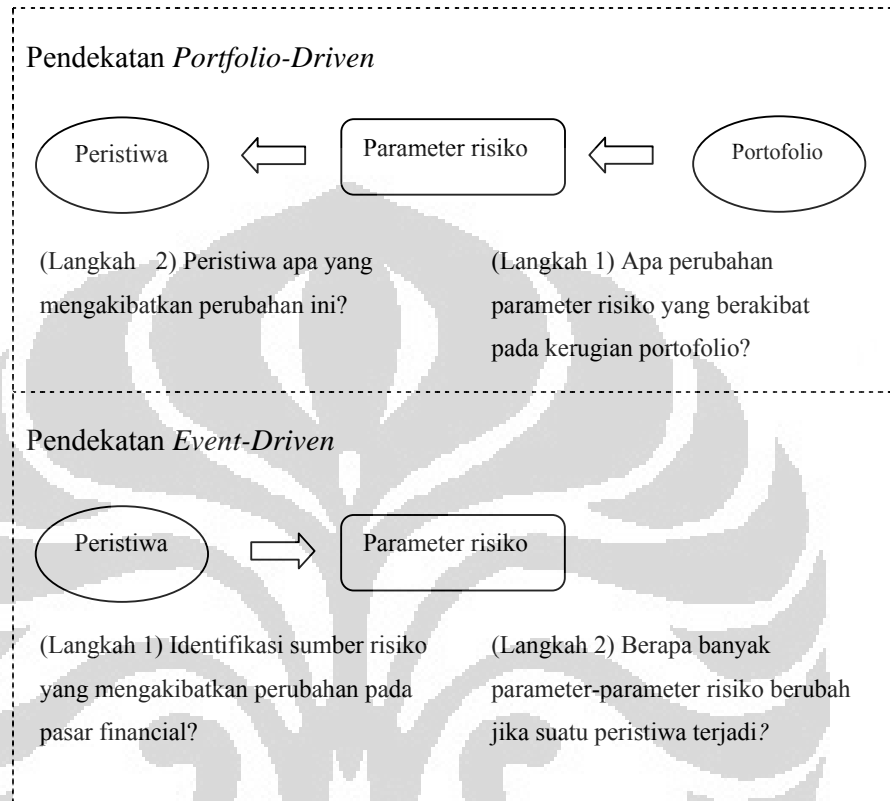 Pendekatan Portfolio-Driven
Peristiwa
Parameter risiko
Portofolio
(Langkah 2) Peristiwa apa yang
mengakibatkan perubahan ini?
(Langkah 1) Apa perubahan
parameter risiko yang berakibat
pada kerugian portofolio?
Pendekatan Event-Driven
Peristiwa
Parameter risiko
(Langkah 1) Identifikasi sumber risiko
yang mengakibatkan perubahan pada
pasar financial?
(Langkah 2) Berapa banyak
parameter-parameter risiko berubah
jika suatu peristiwa terjadi?